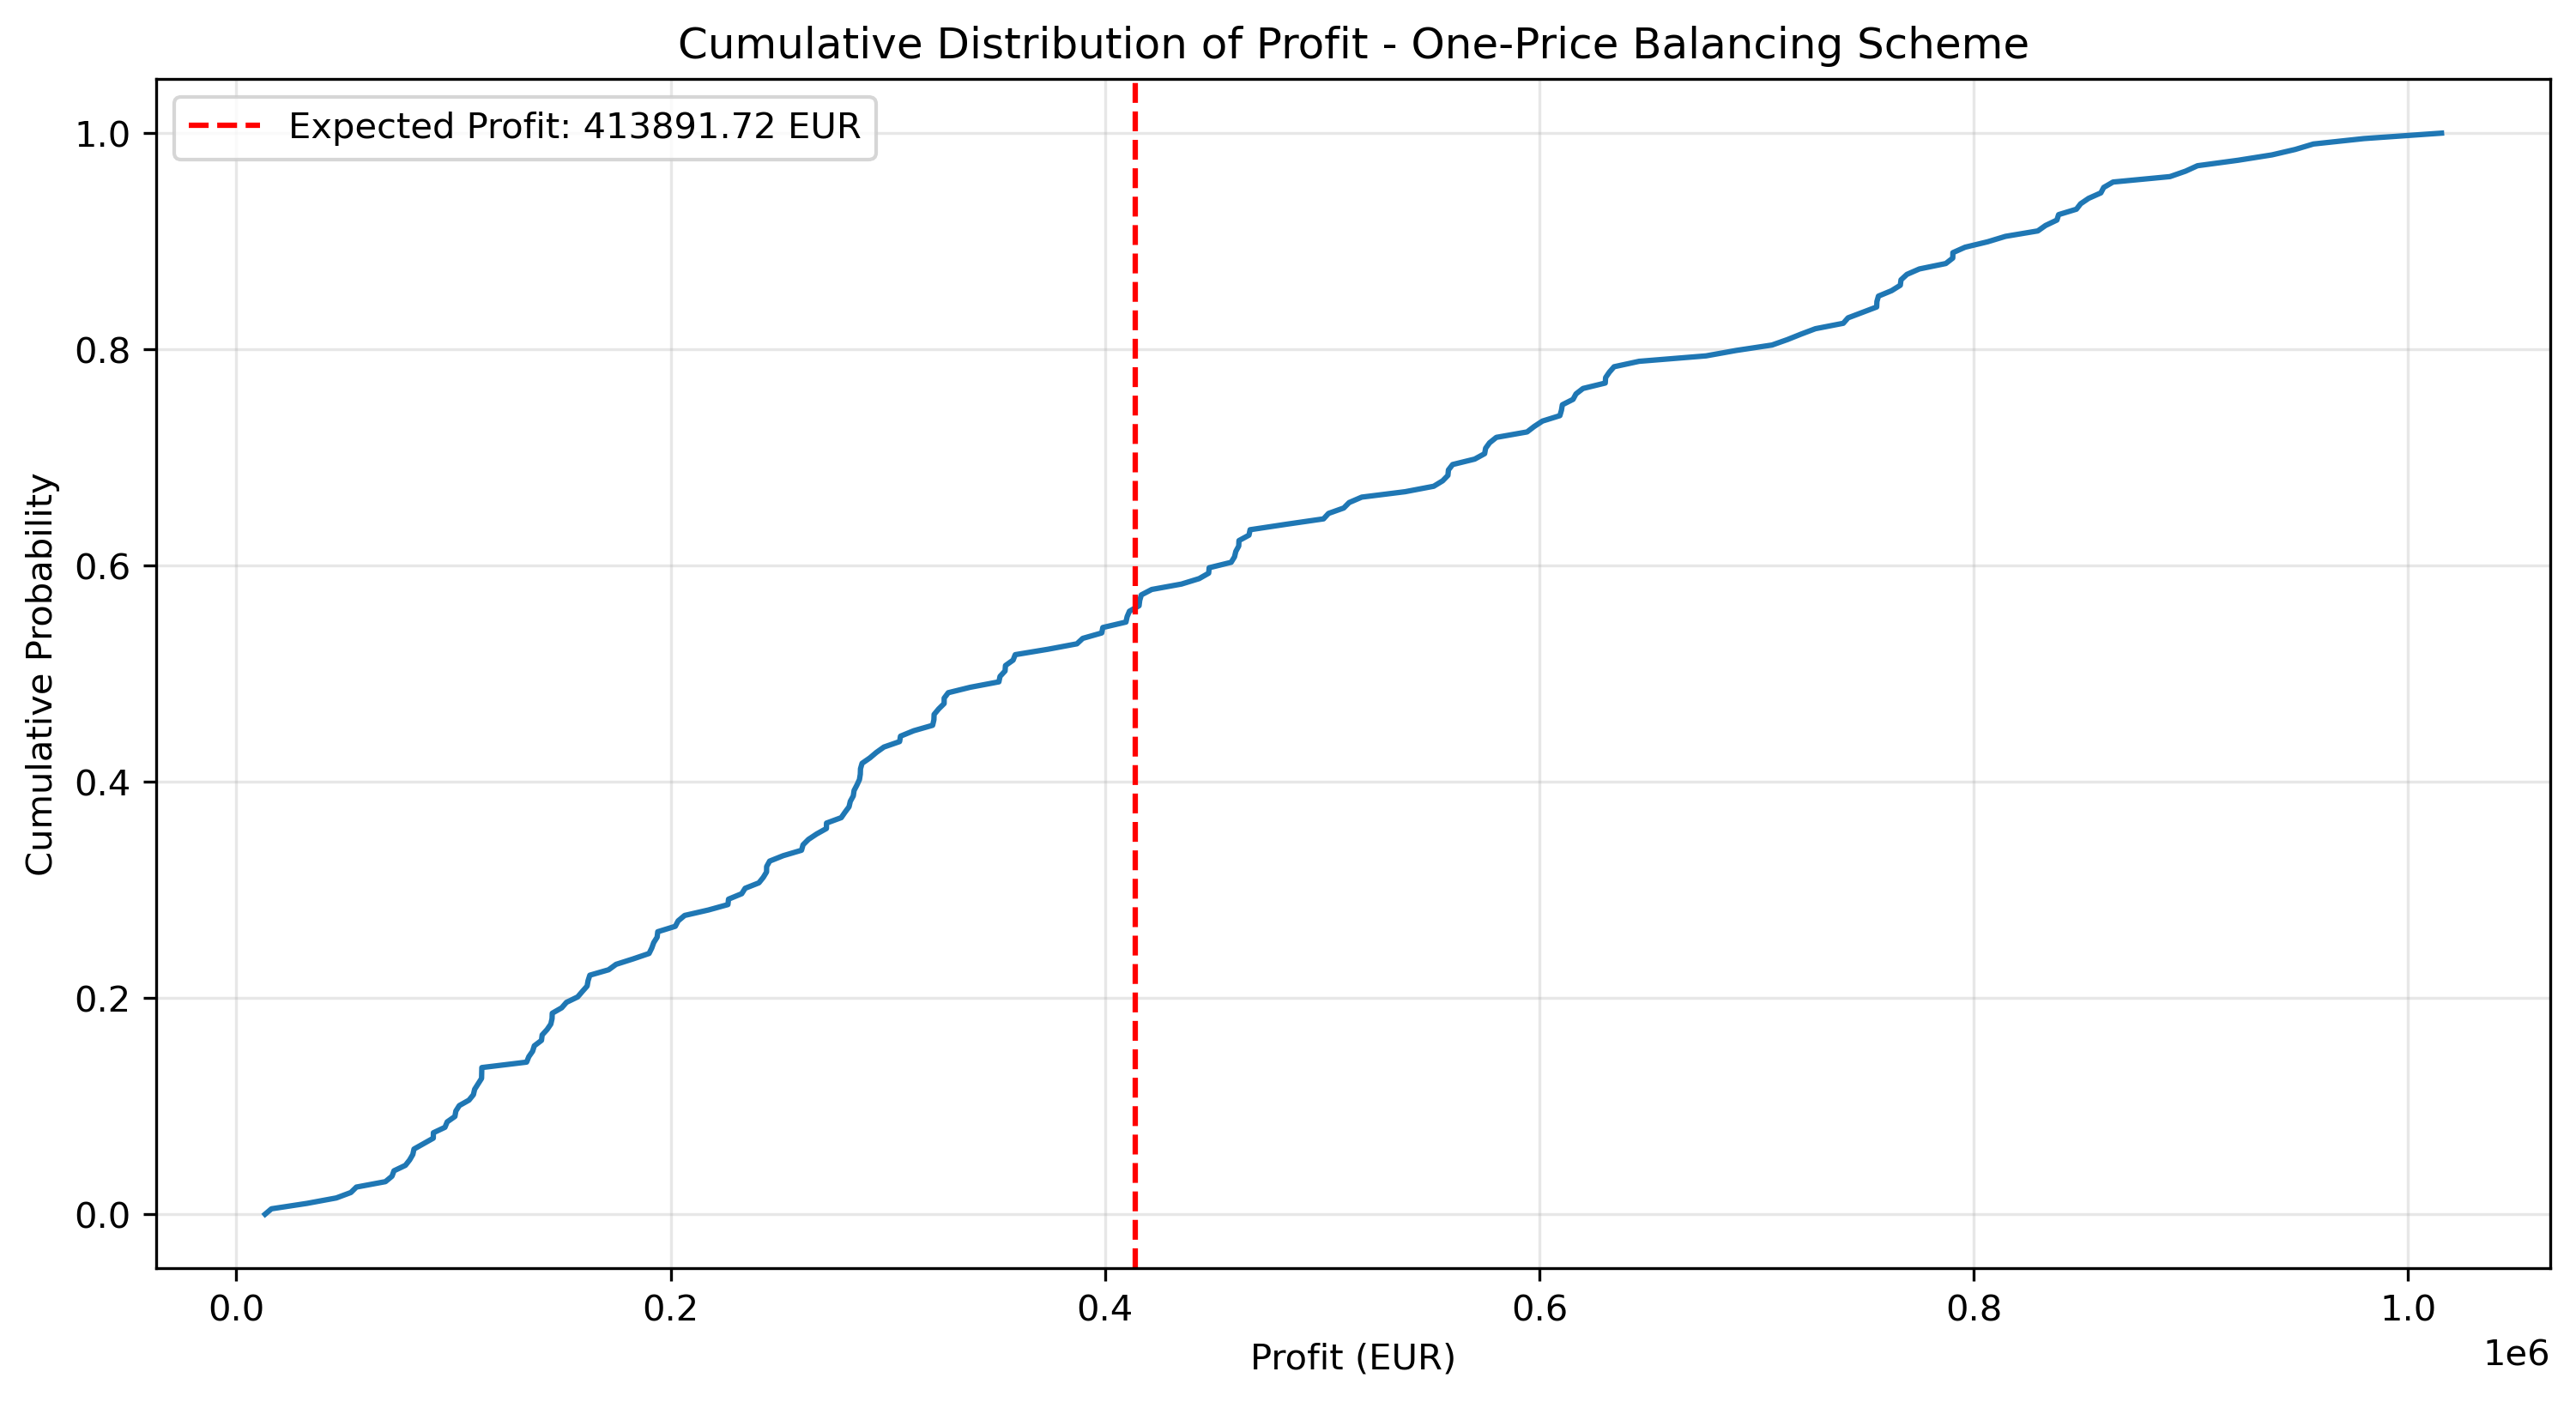 Cumulative Distribution of Profit - One-Price Balancing Scheme
Expected Profit: 413891.72 EUR
1.0
0.8
0.6
0.4
0.2
0.0
Cumulative Probability
0.0 0.2 0.4 0.6 0.8 1.0
1e6
Profit (EUR)